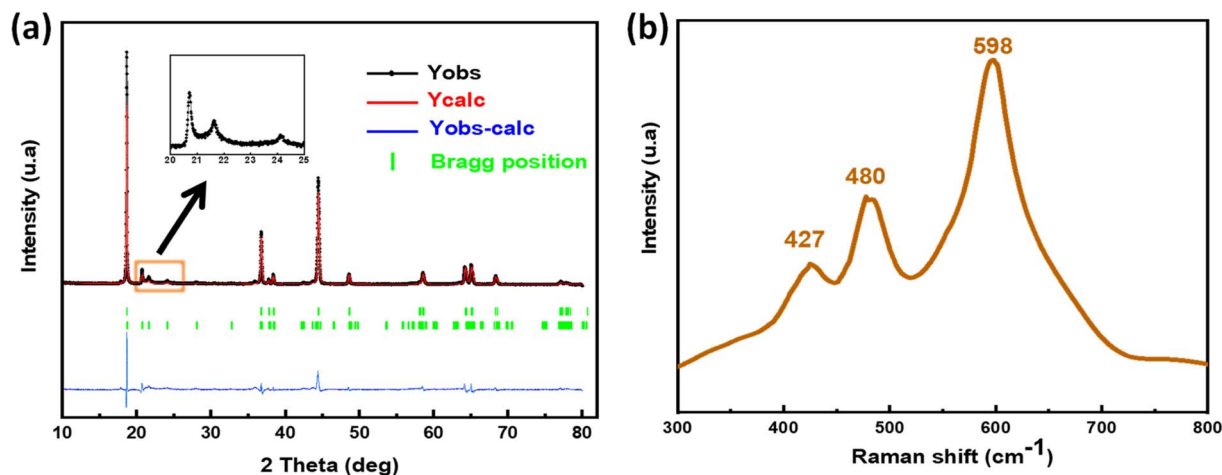 (a)
Yobs
Ycalc
Yobs-calc
Bragg position
20 21 22 23 24 25
Intensity (u.a)
10 20 30 40 50 60 70 80
2 Theta (deg)
(b)
598
480
427
Intensity (u.a)
300 400 500 600 700 800
Raman shift (cm-1)